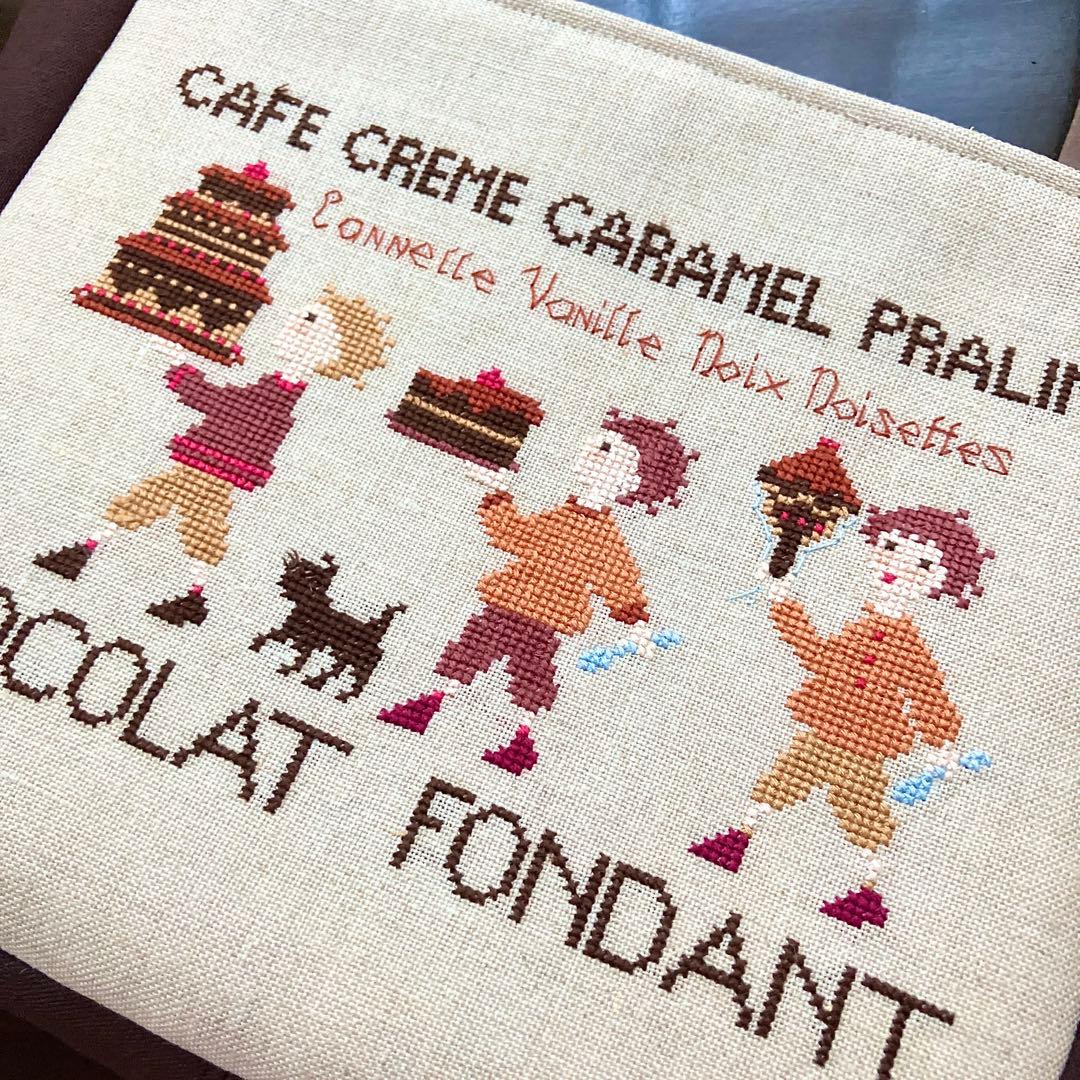 CAFE CREME CARAMEL PRALIN
Cannelle Vanille Noix Noisettes
OCOLAT FONDANT